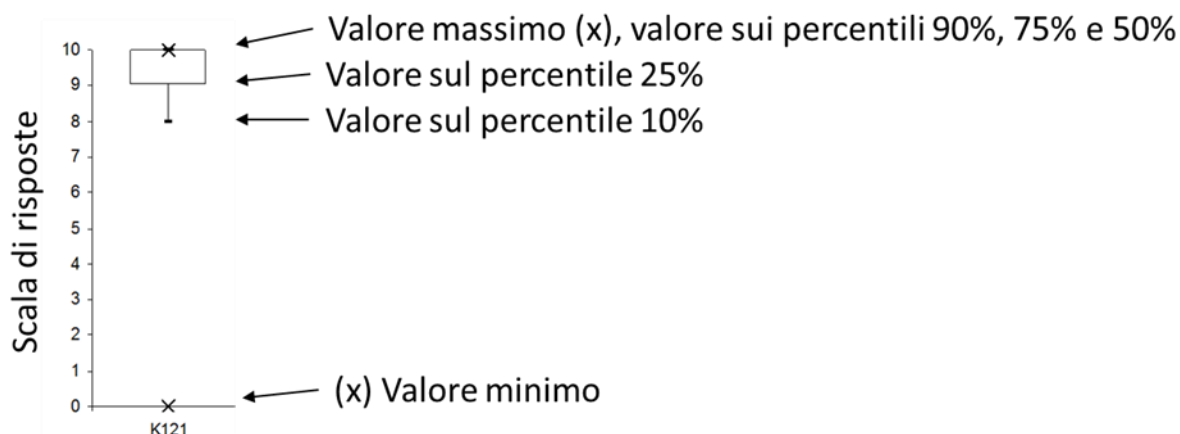 Valore massimo (x), valore sui percentili 90%, 75% e 50%
Valore sul percentile 25%
Valore sul percentile 10%
(x) Valore minimo
Scala di risposte
10
9
8
7
6
5
4
3
2
1
0
K121